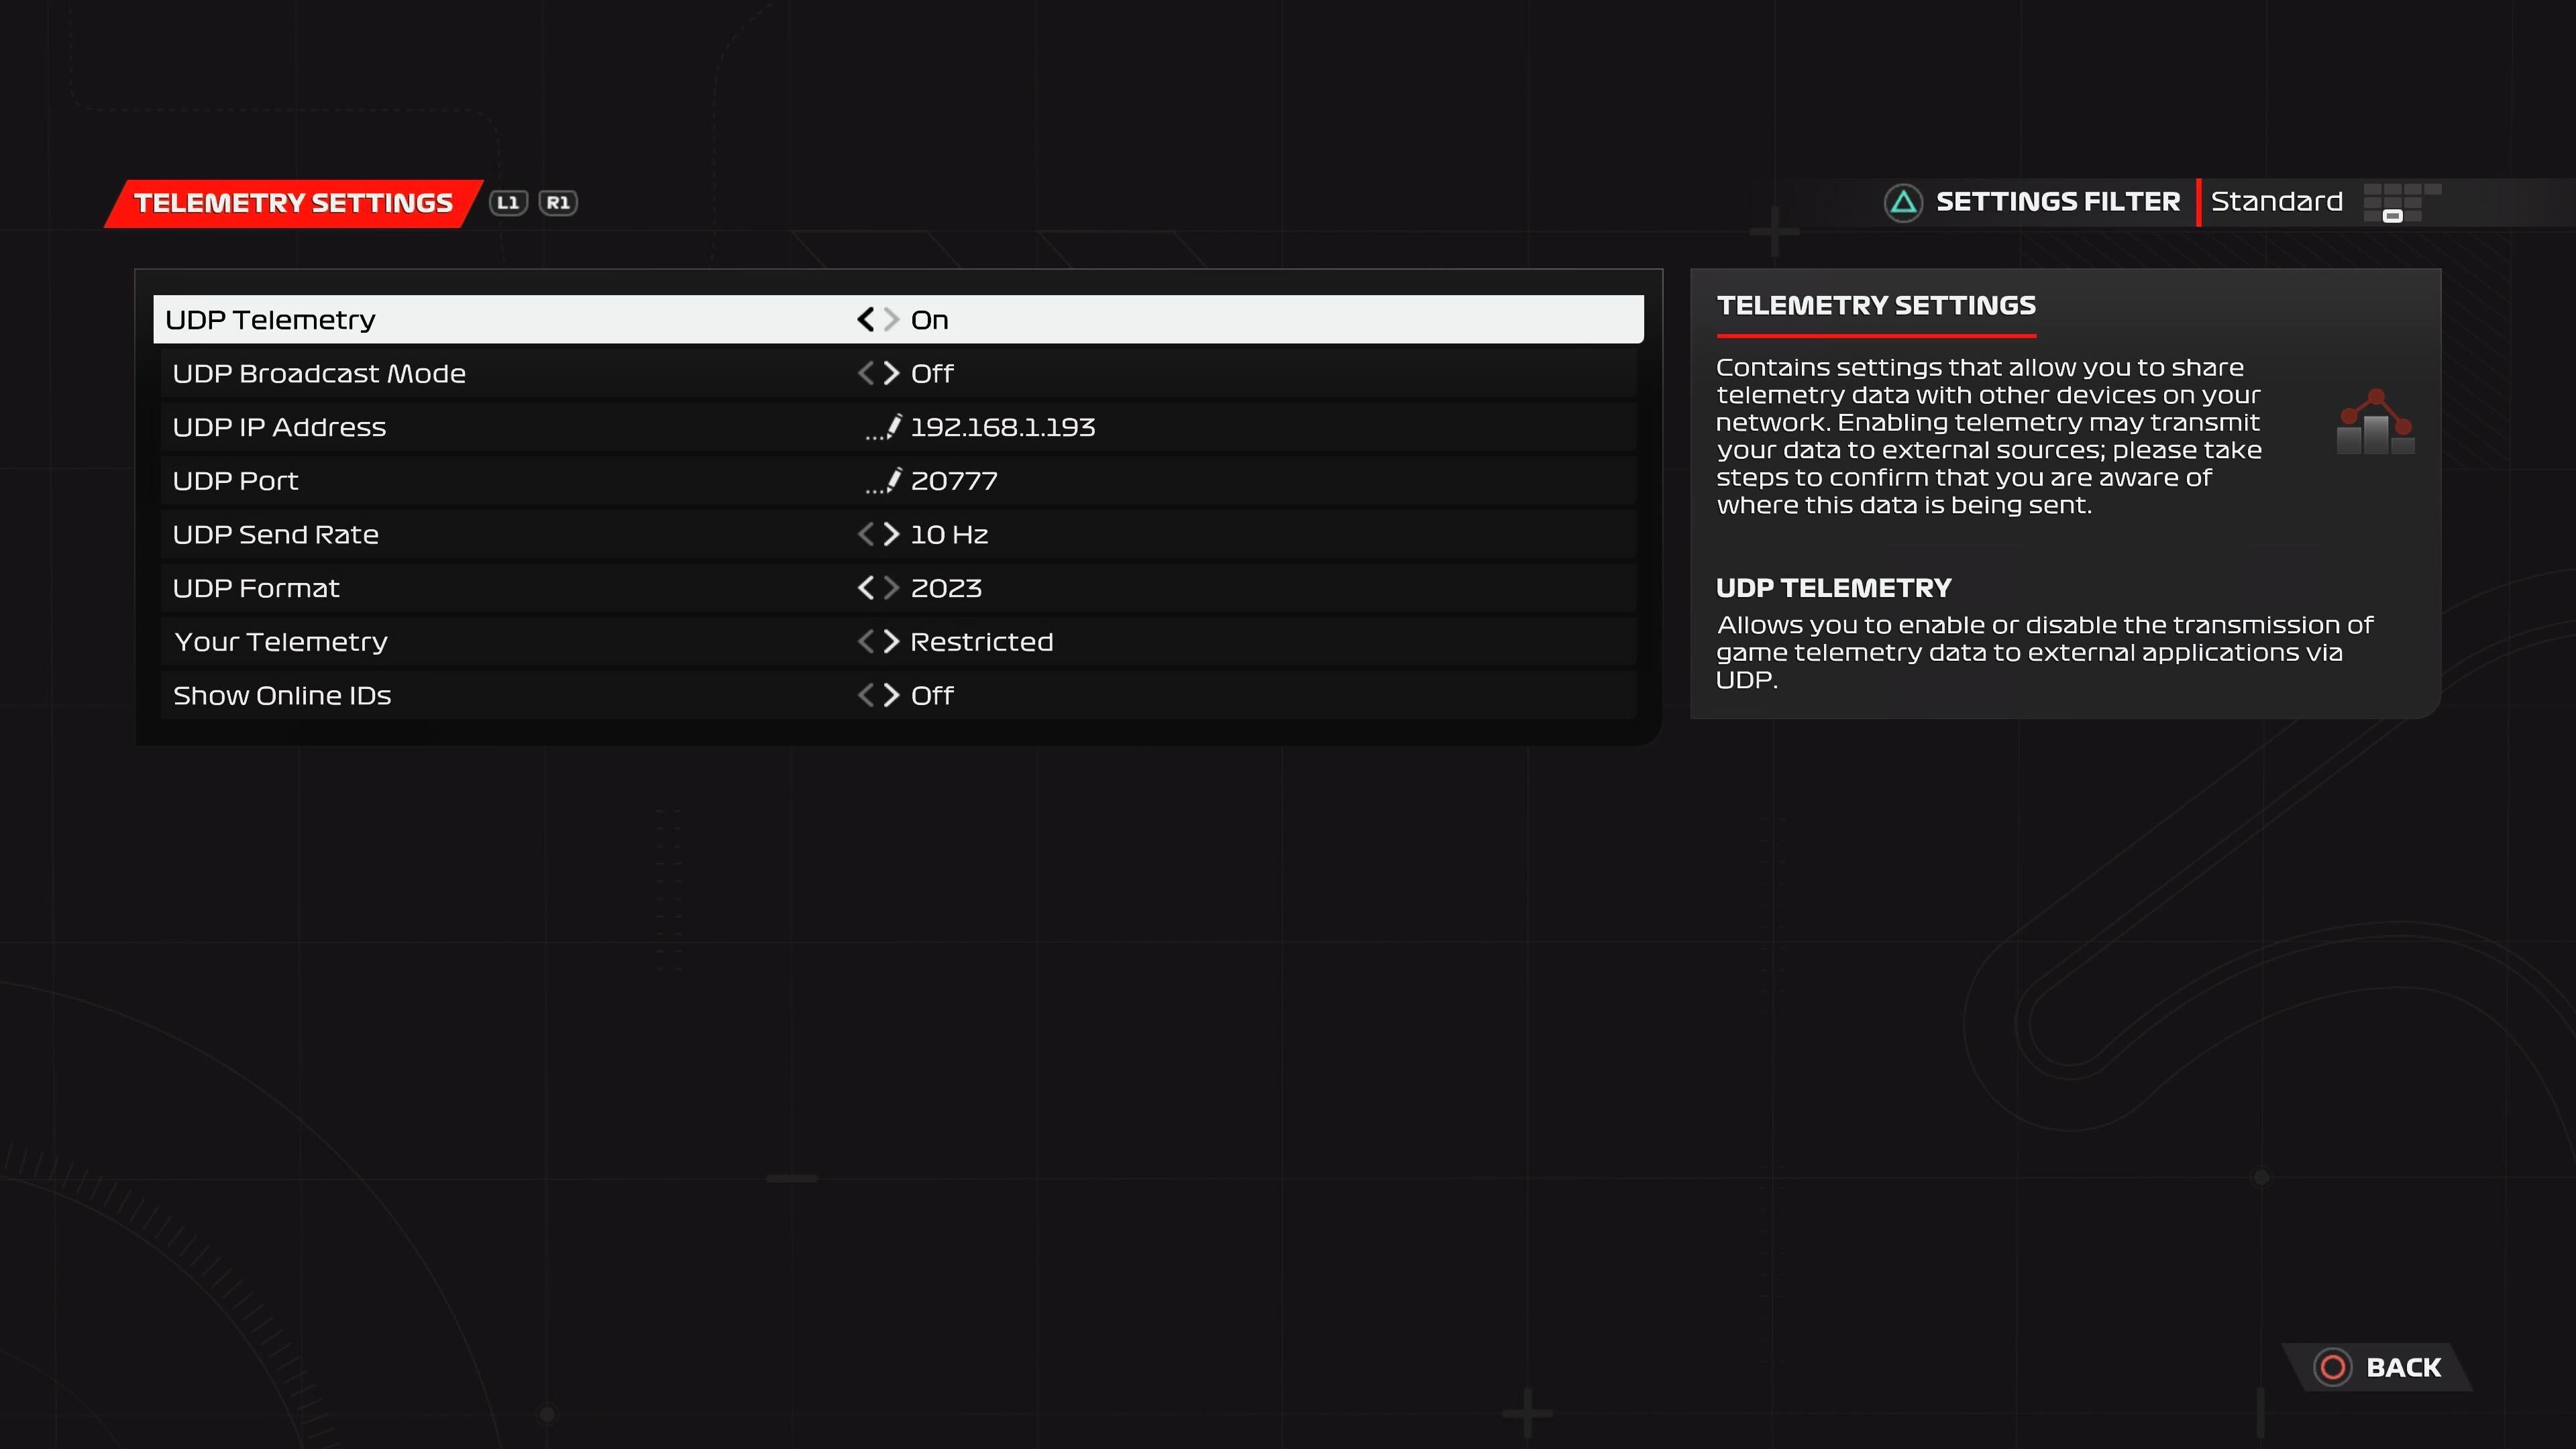 TELEMETRY SETTINGS L1 R1
SETTINGS FILTER Standard
UDP Telemetry On
UDP Broadcast Mode Off
UDP IP Address 192.168.1.193
UDP Port 20777
UDP Send Rate 10 Hz
UDP Format 2023
Your Telemetry Restricted
Show Online IDs Off
TELEMETRY SETTINGS
Contains settings that allow you to share
telemetry data with other devices on your
network. Enabling telemetry may transmit
your data to external sources; please take
steps to confirm that you are aware of
where this data is being sent.
UDP TELEMETRY
Allows you to enable or disable the transmission of
game telemetry data to external applications via
UDP.
BACK